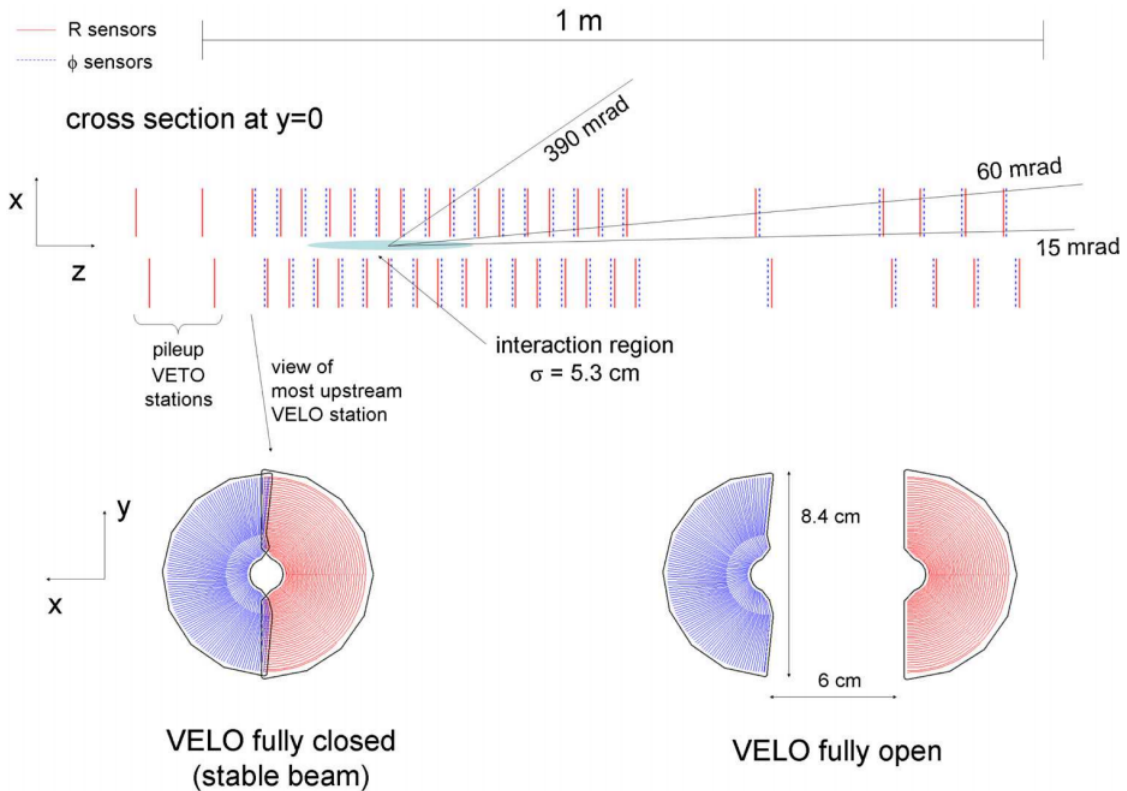 R sensors
ϕ sensors
1 m
cross section at y=0
390 mrad
60 mrad
15 mrad
x
z
pileup
VETO
stations
view of
most upstream
VELO station
interaction region
σ = 5.3 cm
y
x
8.4 cm
6 cm
VELO fully closed
(stable beam)
VELO fully open